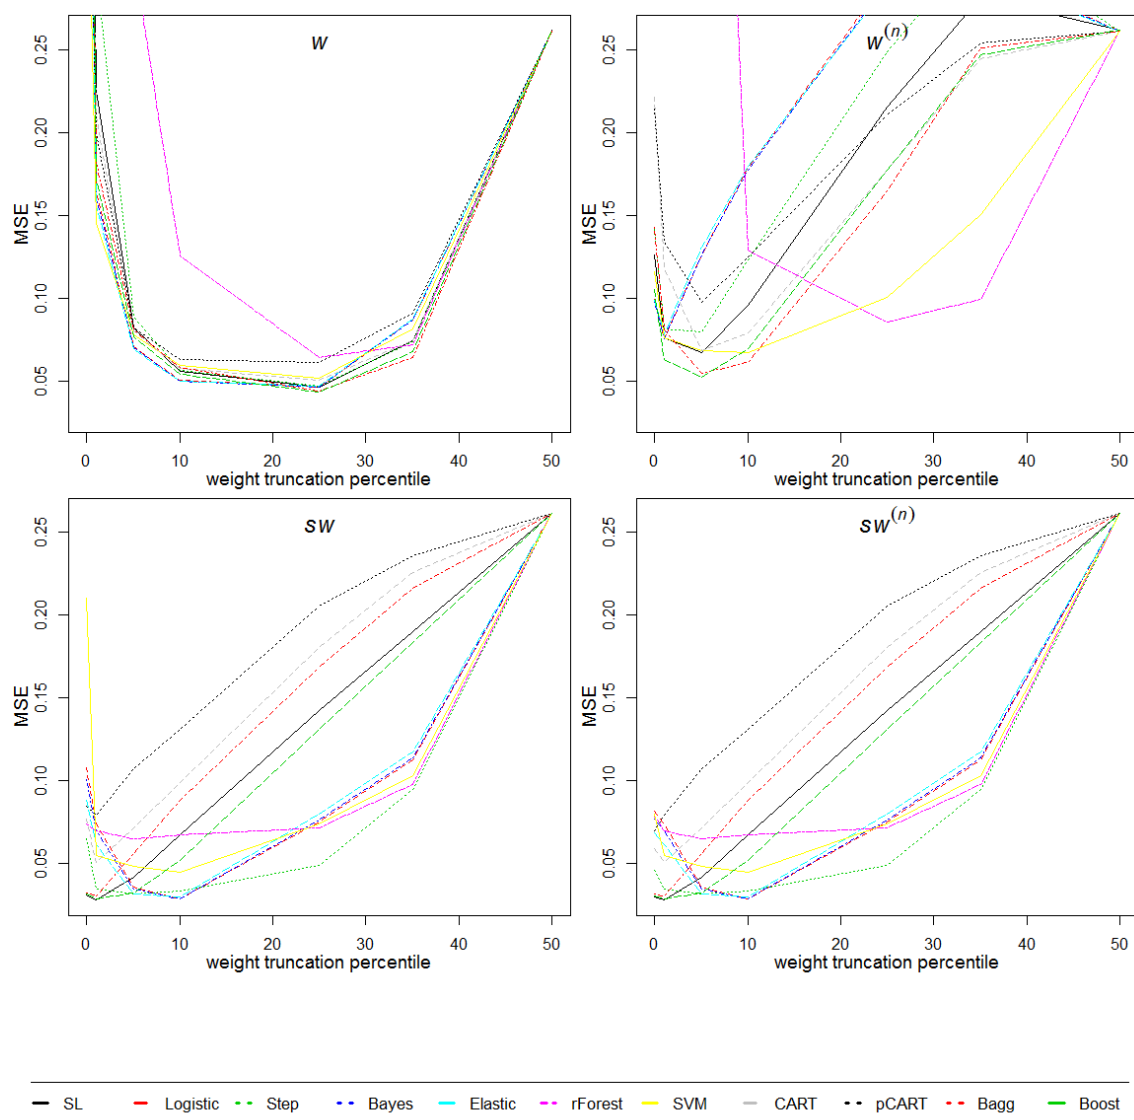 w
w(n)
MSE
0.05 0.10 0.15 0.20 0.25
0 10 20 30 40 50
weight truncation percentile
MSE
0.05 0.10 0.15 0.20 0.25
0 10 20 30 40 50
weight truncation percentile
sw
sw(n)
MSE
0.05 0.10 0.15 0.20 0.25
0 10 20 30 40 50
weight truncation percentile
MSE
0.05 0.10 0.15 0.20 0.25
0 10 20 30 40 50
weight truncation percentile
SL Logistic Step Bayes Elastic rForest SVM CART pCART Bagg Boost